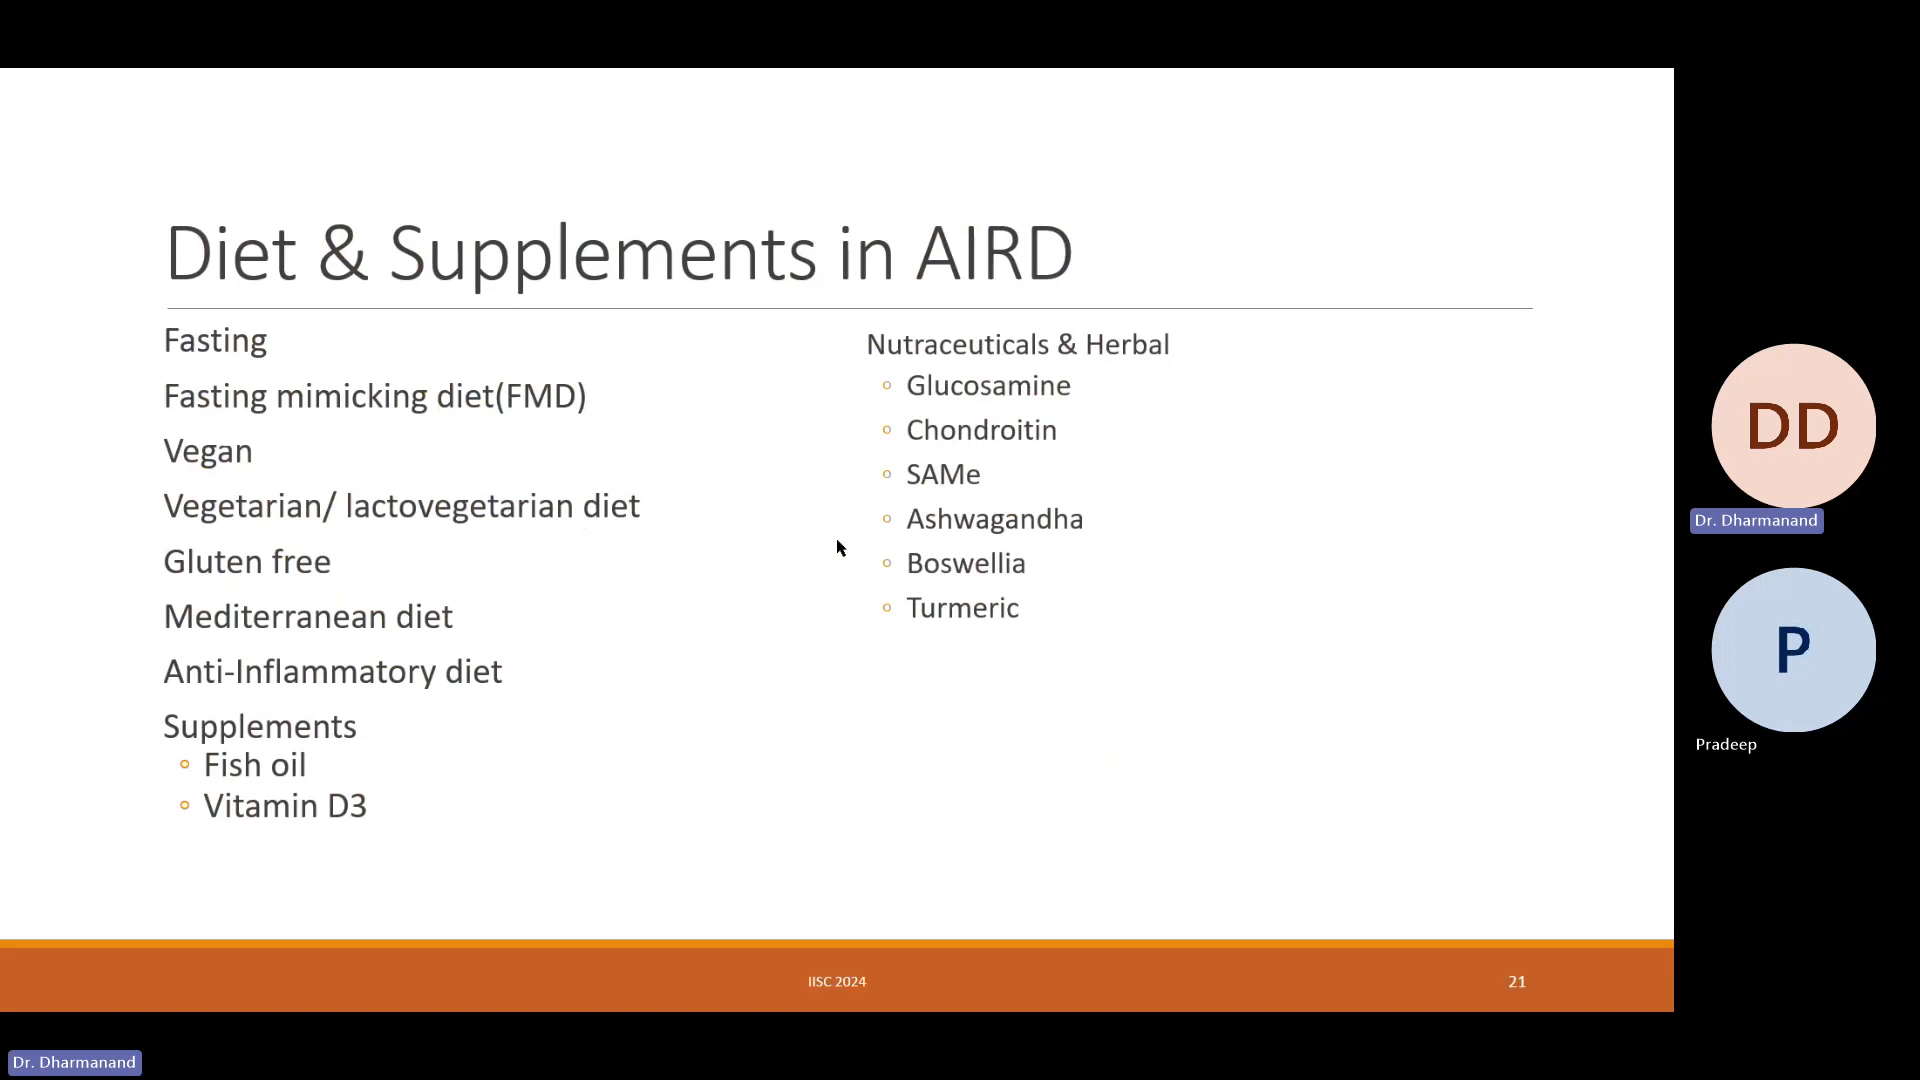 Diet & Supplements in AIRD
Fasting
Fasting mimicking diet(FMD)
Vegan
Vegetarian/ lactovegetarian diet
Gluten free
Mediterranean diet
Anti-Inflammatory diet
Supplements
Fish oil
Vitamin D3
Nutraceuticals & Herbal
Glucosamine
Chondroitin
SAMe
Ashwagandha
Boswellia
Turmeric
IISC 2024
21
DD
Dr. Dharmanand
P
Pradeep
Dr. Dharmanand